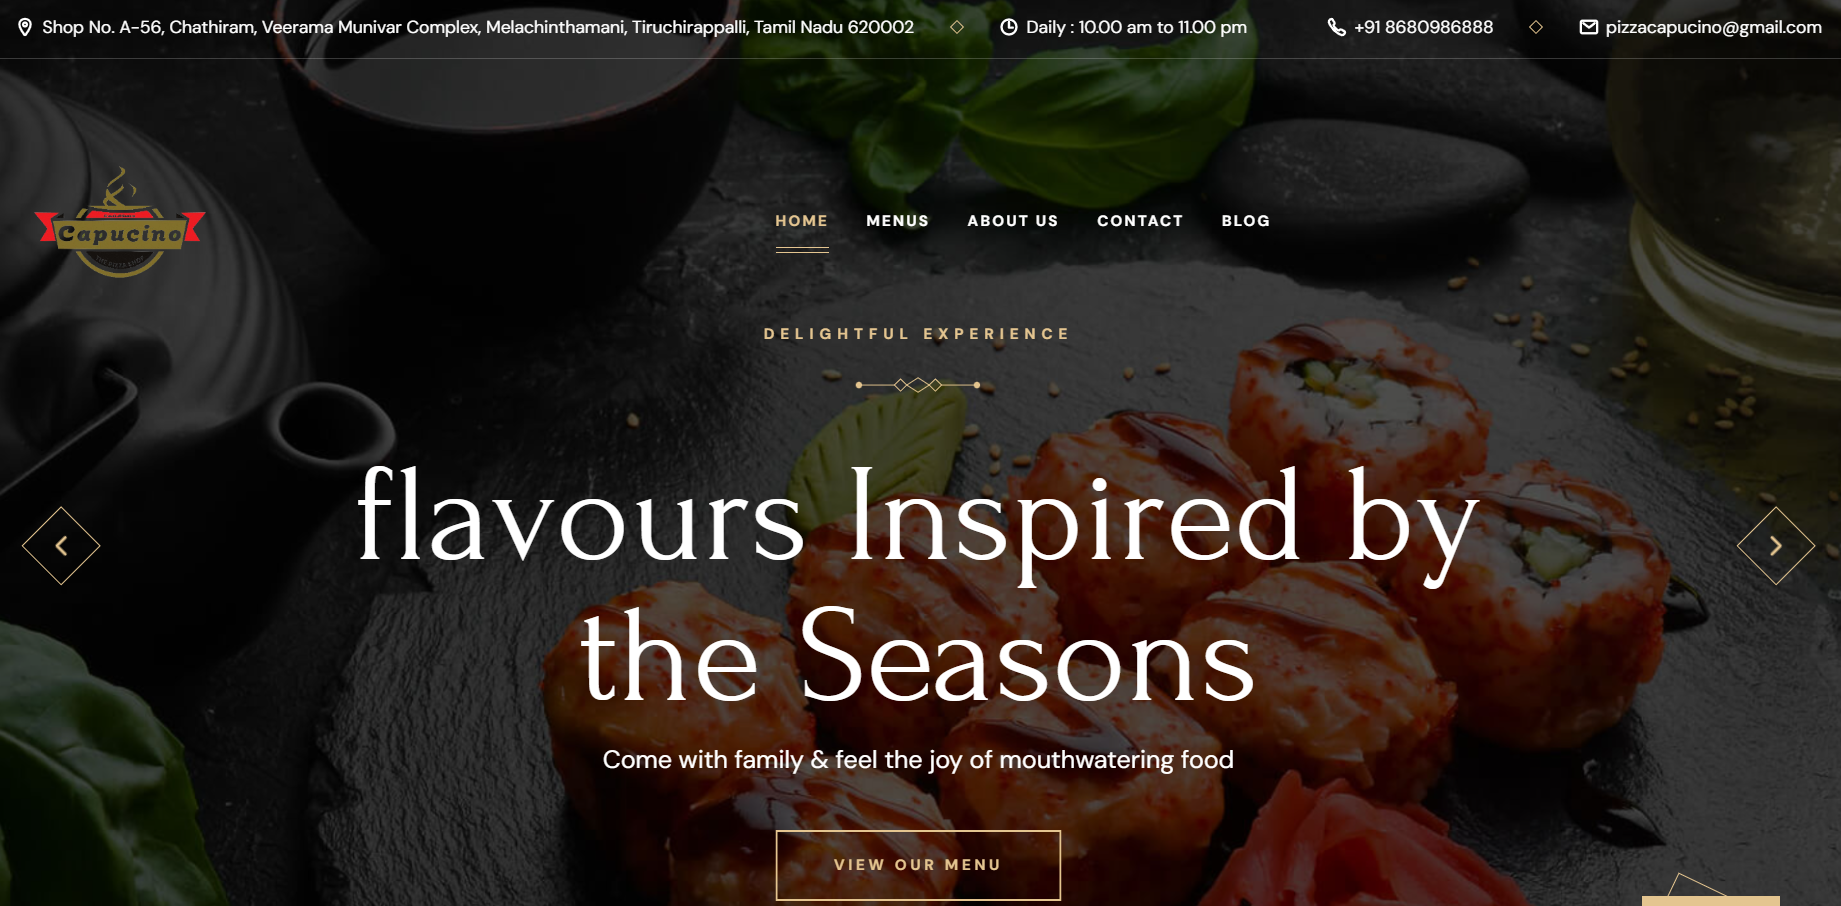 Shop No. A-56, Chathiram, Veerama Munivar Complex, Melachinthamani, Tiruchirappalli, Tamil Nadu 620002
Daily : 10.00 am to 11.00 pm
+91 8680986888
pizzacapucino@gmail.com
Capucino
HOME MENUS ABOUT US CONTACT BLOG
DELIGHTFUL EXPERIENCE
flavours Inspired by
the Seasons
Come with family & feel the joy of mouthwatering food
VIEW OUR MENU